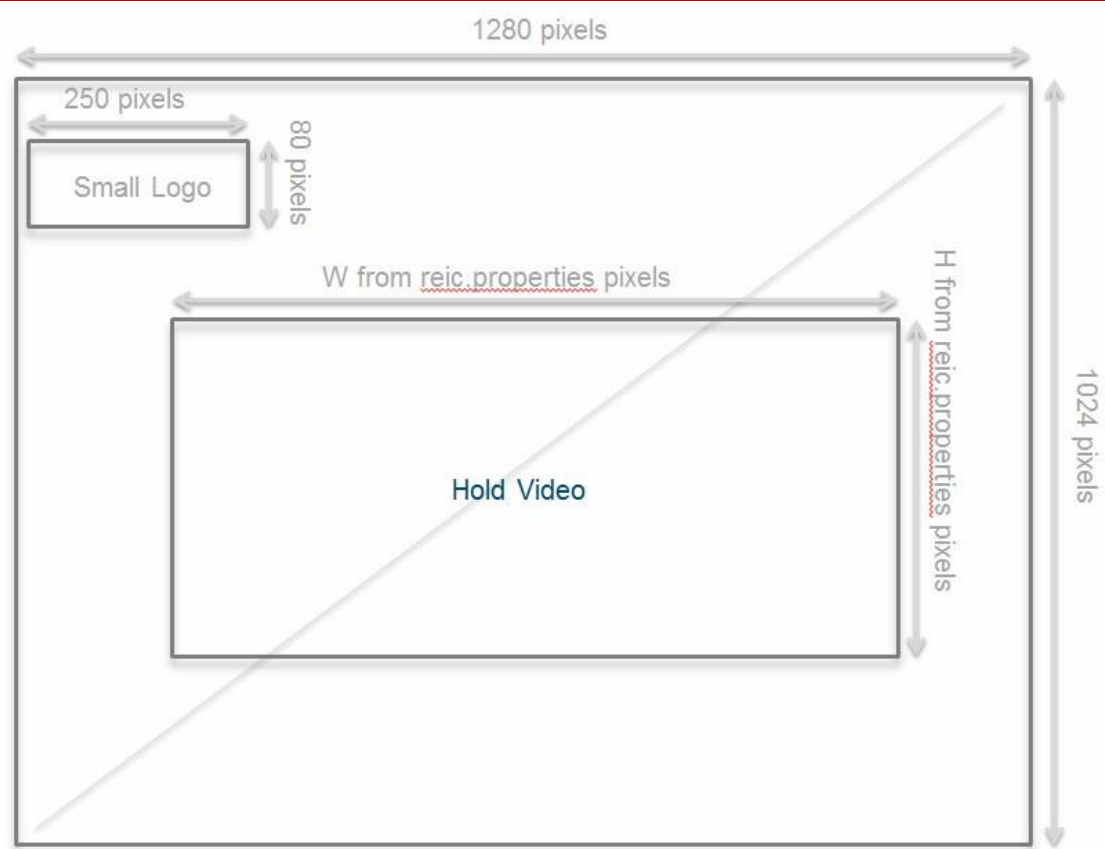 1280 pixels
250 pixels
80 pixels
Small Logo
W from reic.properties pixels
H from reic.properties pixels
1024 pixels
Hold Video